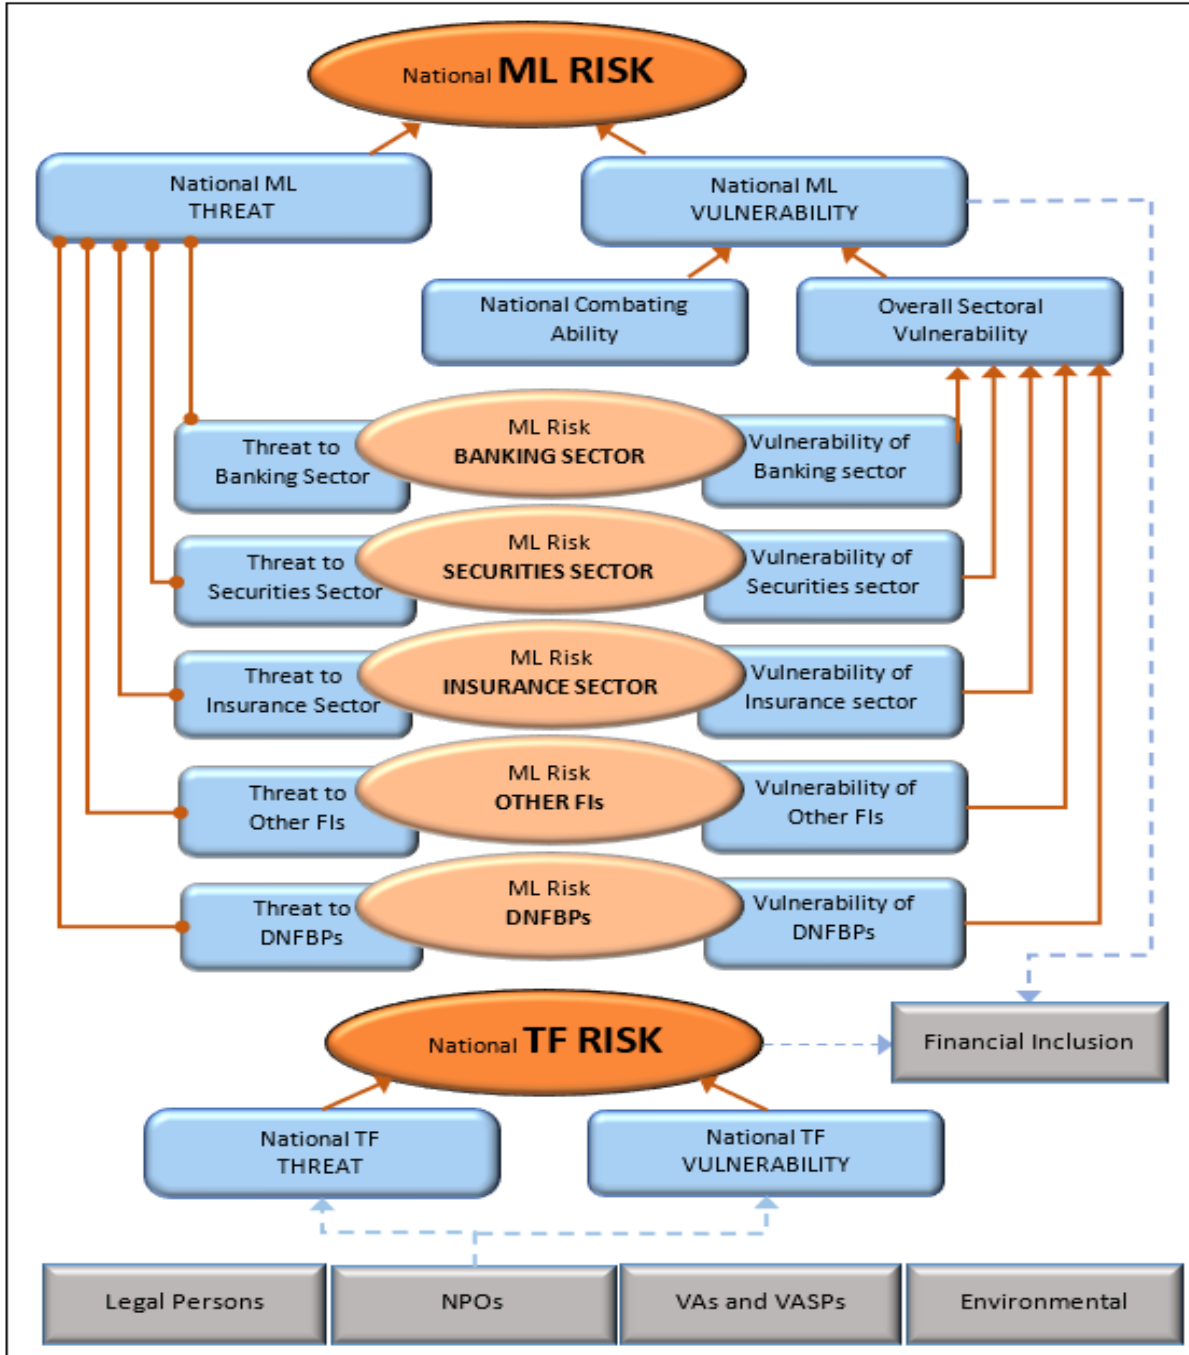 National ML RISK
National ML
THREAT
National ML
VULNERABILITY
National Combating
Ability
Overall Sectoral
Vulnerability
Threat to
Banking Sector
ML Risk
BANKING SECTOR
Vulnerability of
Banking sector
Threat to
Securities Sector
ML Risk
SECURITIES SECTOR
Vulnerability of
Securities sector
Threat to
Insurance Sector
ML Risk
INSURANCE SECTOR
Vulnerability of
Insurance sector
Threat to
Other FIs
ML Risk
OTHER FIs
Vulnerability of
Other FIs
Threat to
DNFBPs
ML Risk
DNFBPs
Vulnerability of
DNFBPs
National TF RISK
Financial Inclusion
National TF
THREAT
National TF
VULNERABILITY
Legal Persons
NPOs
VAs and VASPs
Environmental